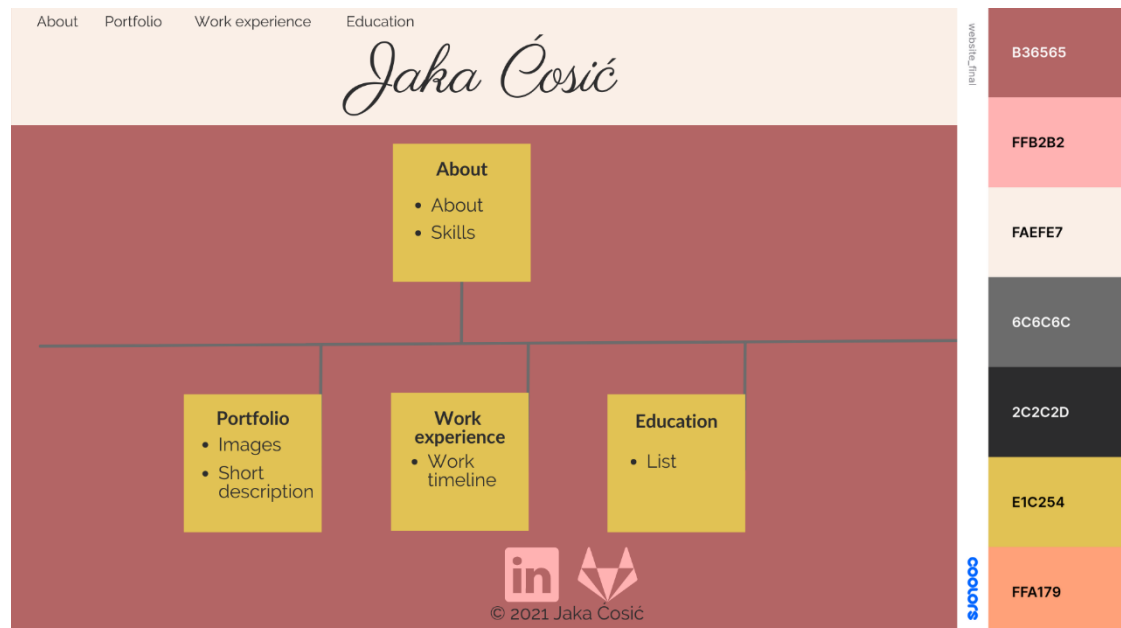 About Portfolio Work experience Education
Jaka Ćosić
About
• About
• Skills
Portfolio
• Images
• Short
description
Work
experience
• Work
timeline
Education
• List
in
© 2021 Jaka Ćosić
website_final
coolors
B36565
FFB2B2
FAEFE7
6C6C6C
2C2C2D
E1C254
FFA179